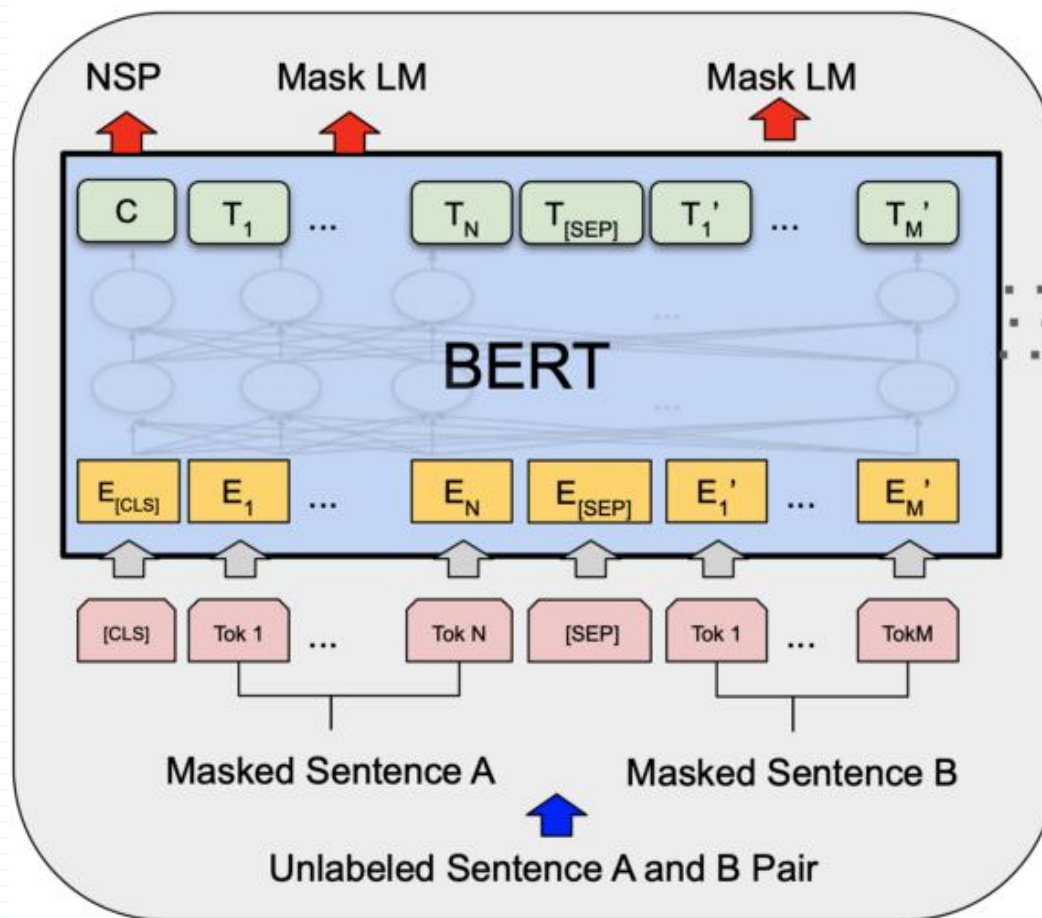 NSP Mask LM Mask LM
C T1 ... TN T[SEP] T1' ... TM'
...
BERT
...
E[CLS] E1 ... EN E[SEP] E1' ... EM'
[CLS] Tok 1 ... Tok N [SEP] Tok 1 ... TokM
Masked Sentence A Masked Sentence B
Unlabeled Sentence A and B Pair